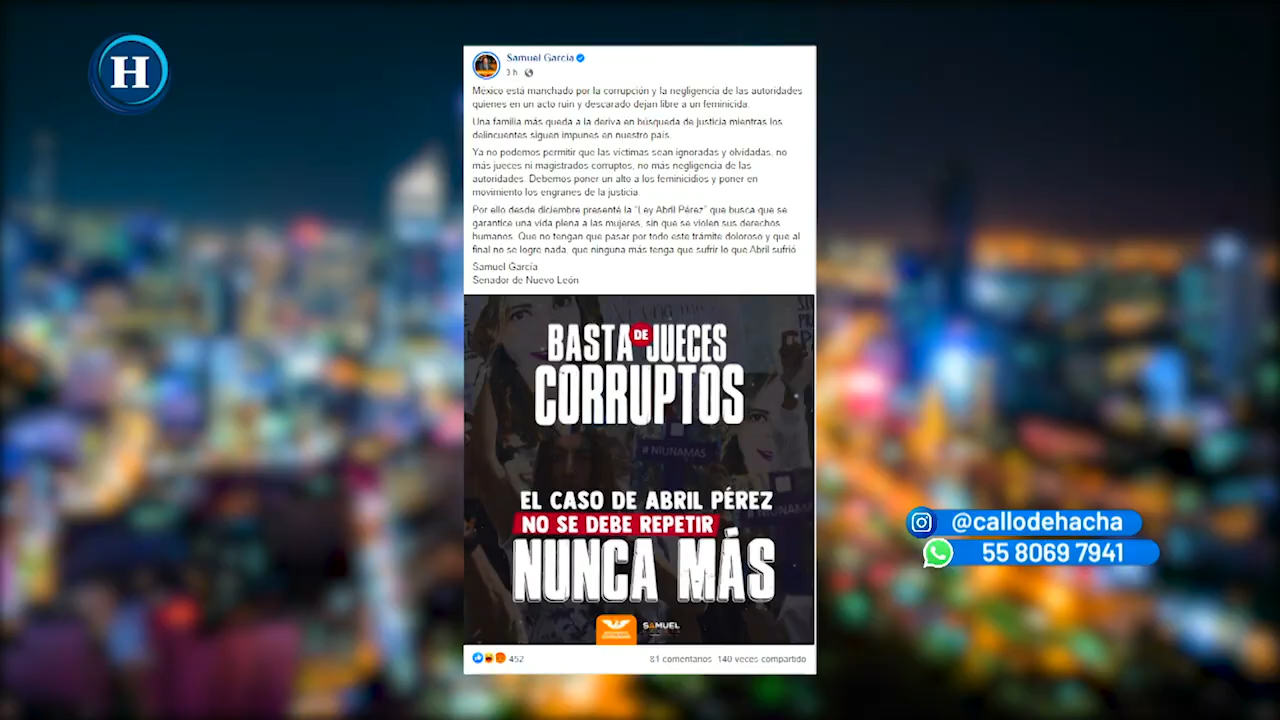 H
Samuel García
3 h
México está manchado por la corrupción y la negligencia de las autoridades
quienes en un acto ruin y descarado dejan libre a un feminicida.
Una familia más queda a la deriva en búsqueda de justicia mientras los
delincuentes siguen impunes en nuestro país.
Ya no podemos permitir que las víctimas sean ignoradas y olvidadas, no
más jueces ni magistrados corruptos, no más negligencia de las
autoridades. Debemos poner un alto a los feminicidios y poner en
movimiento los engranes de la justicia.
Por ello desde diciembre presenté la "Ley Abril Pérez" que busca que se
garantice una vida plena a las mujeres, sin que se violen sus derechos
humanos. Que no tengan que pasar por todo este trámite doloroso y que al
final no se logre nada, que ninguna más tenga que sufrir lo que Abril sufrió
Samuel García
Senador de Nuevo León
BASTA DE JUECES
CORRUPTOS
# NIUNAMAS
# NIUNAMA
EL CASO DE ABRIL PÉREZ
NO SE DEBE REPETIR
NUNCA MÁS
SAMUEL
452
81 comentarios 140 veces compartido
@callodehacha
55 8069 7941